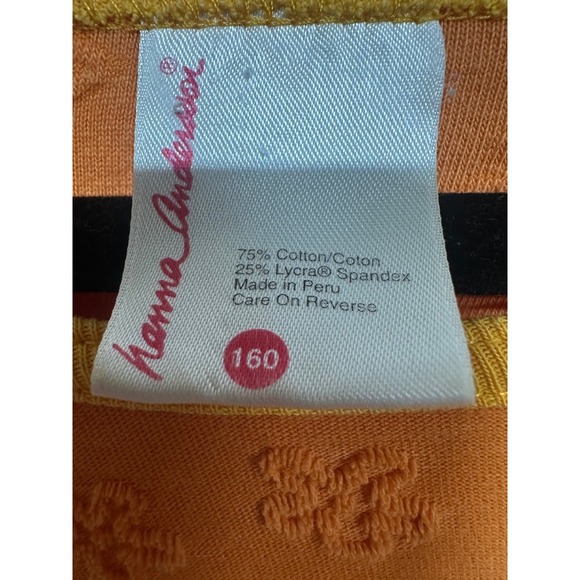 hanna andersson®
75% Cotton/Coton
25% Lycra® Spandex
Made in Peru
Care On Reverse
160